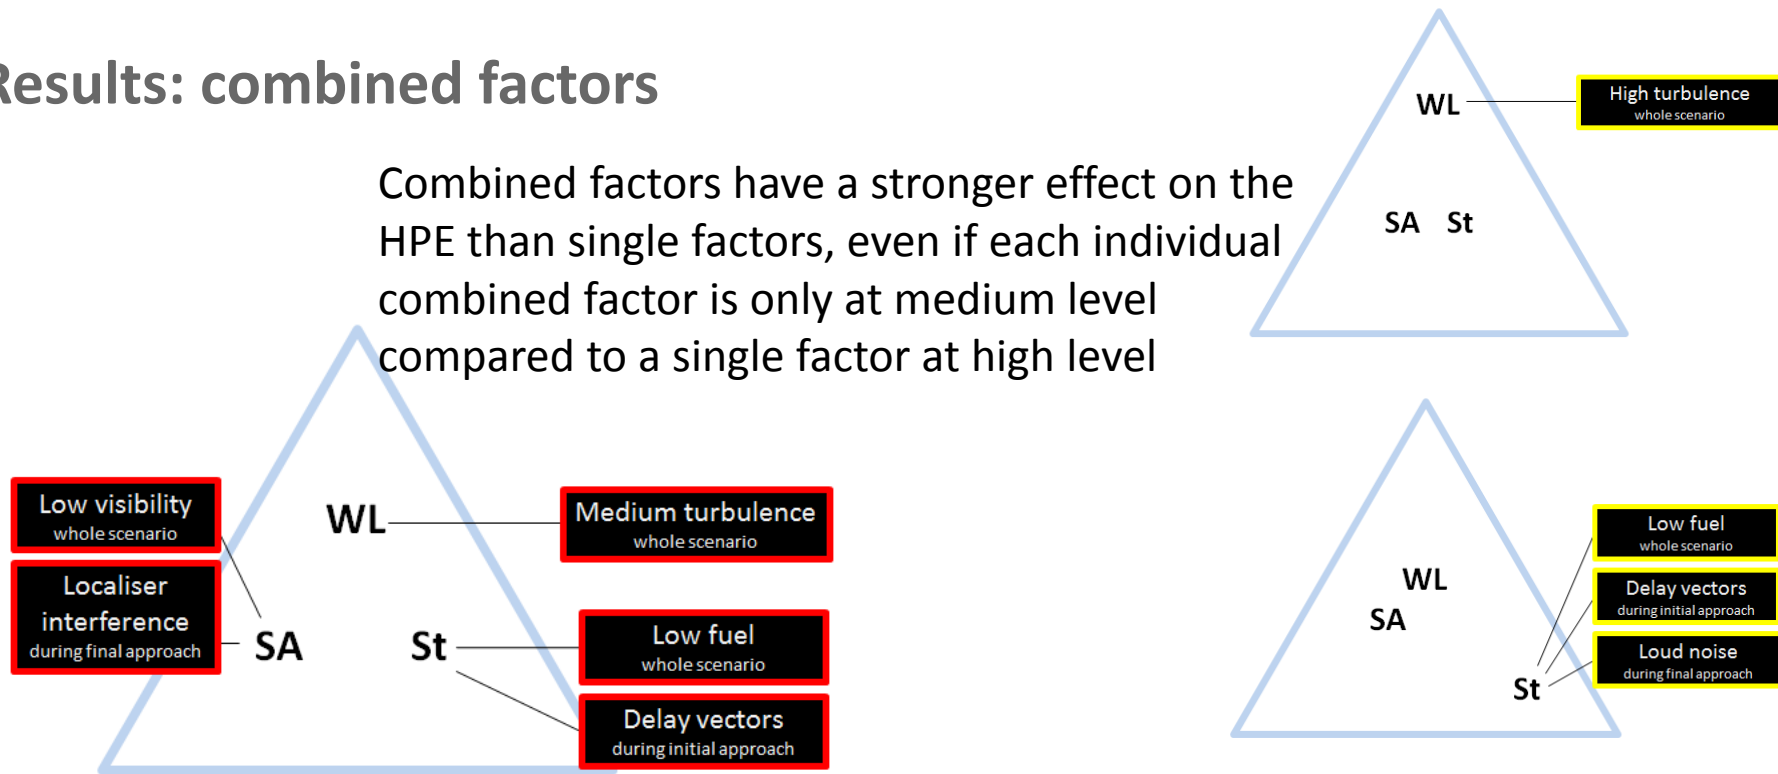 Results: combined factors
Combined factors have a stronger effect on the
HPE than single factors, even if each individual
combined factor is only at medium level
compared to a single factor at high level
WL
High turbulence
whole scenario
SA St
Low visibility
whole scenario
Localiser
interference
during final approach
WL
Medium turbulence
whole scenario
SA
St
Low fuel
whole scenario
Delay vectors
during initial approach
WL
SA
St
Low fuel
whole scenario
Delay vectors
during initial approach
Loud noise
during final approach